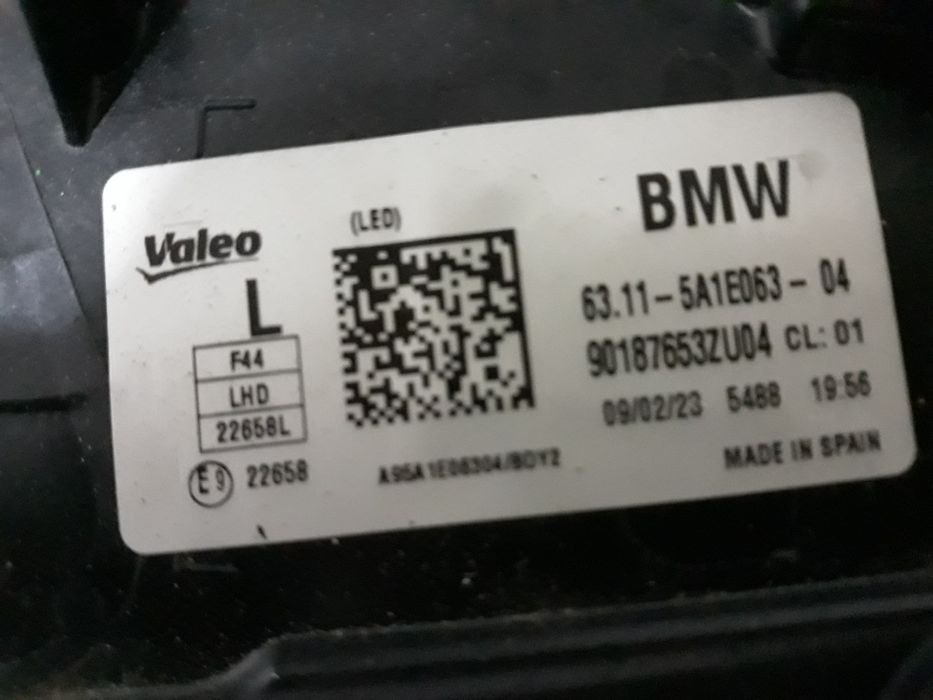 Valeo
L
F44
LHD
22658L
E9 22658
(LED)
A95A1E06304/BDY2
BMW
63.11-5A1E063-04
90187653ZU04 CL: 01
09/02/23 5488 19:56
MADE IN SPAIN